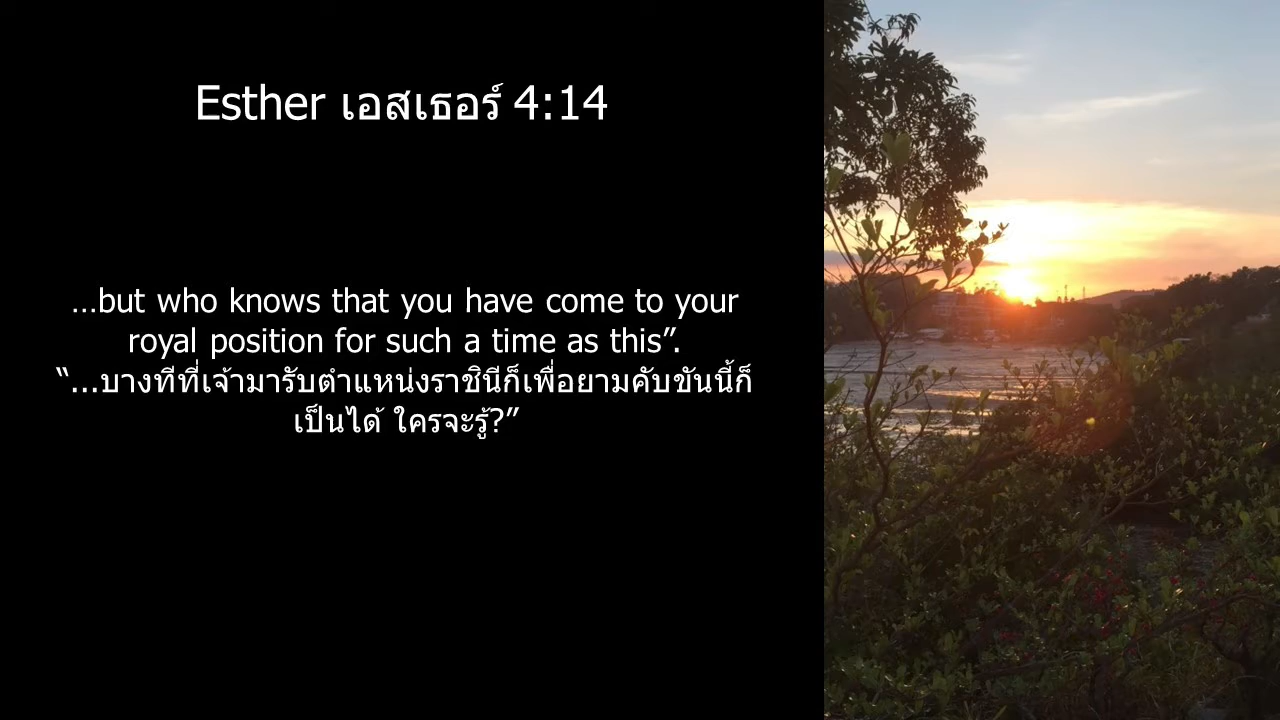 Esther เอสเธอร์ 4:14
…but who knows that you have come to your
royal position for such a time as this”.
“...บางทีที่เจ้ามารับตำแหน่งราชินีก็เพื่อยามคับขันนี้ก็
เป็นได้ ใครจะรู้?”